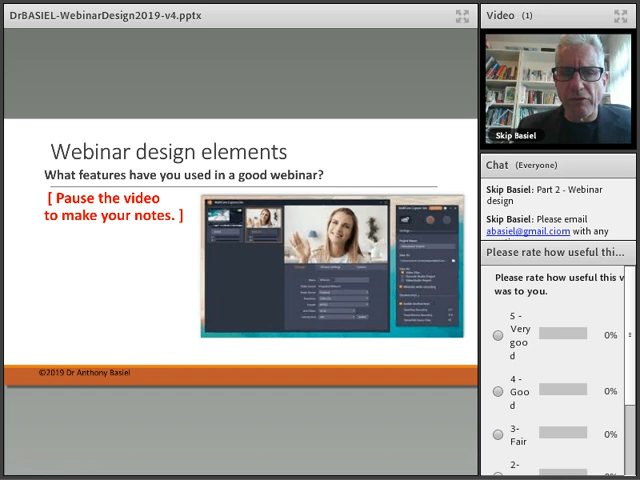 DrBASIEL-WebinarDesign2019-v4.pptx
Webinar design elements
What features have you used in a good webinar?
[ Pause the video
to make your notes. ]
©2019 Dr Anthony Basiel
Video (1)
Skip Basiel
Chat (Everyone)
Skip Basiel: Part 2 - Webinar
design
Skip Basiel: Please email
abasiel@gmail.ciom with any
Please rate how useful thi...
Please rate how useful this v
was to you.
5 -
Very
goo
d
0%
4 -
Goo
d
0%
3-
Fair
0%
2-